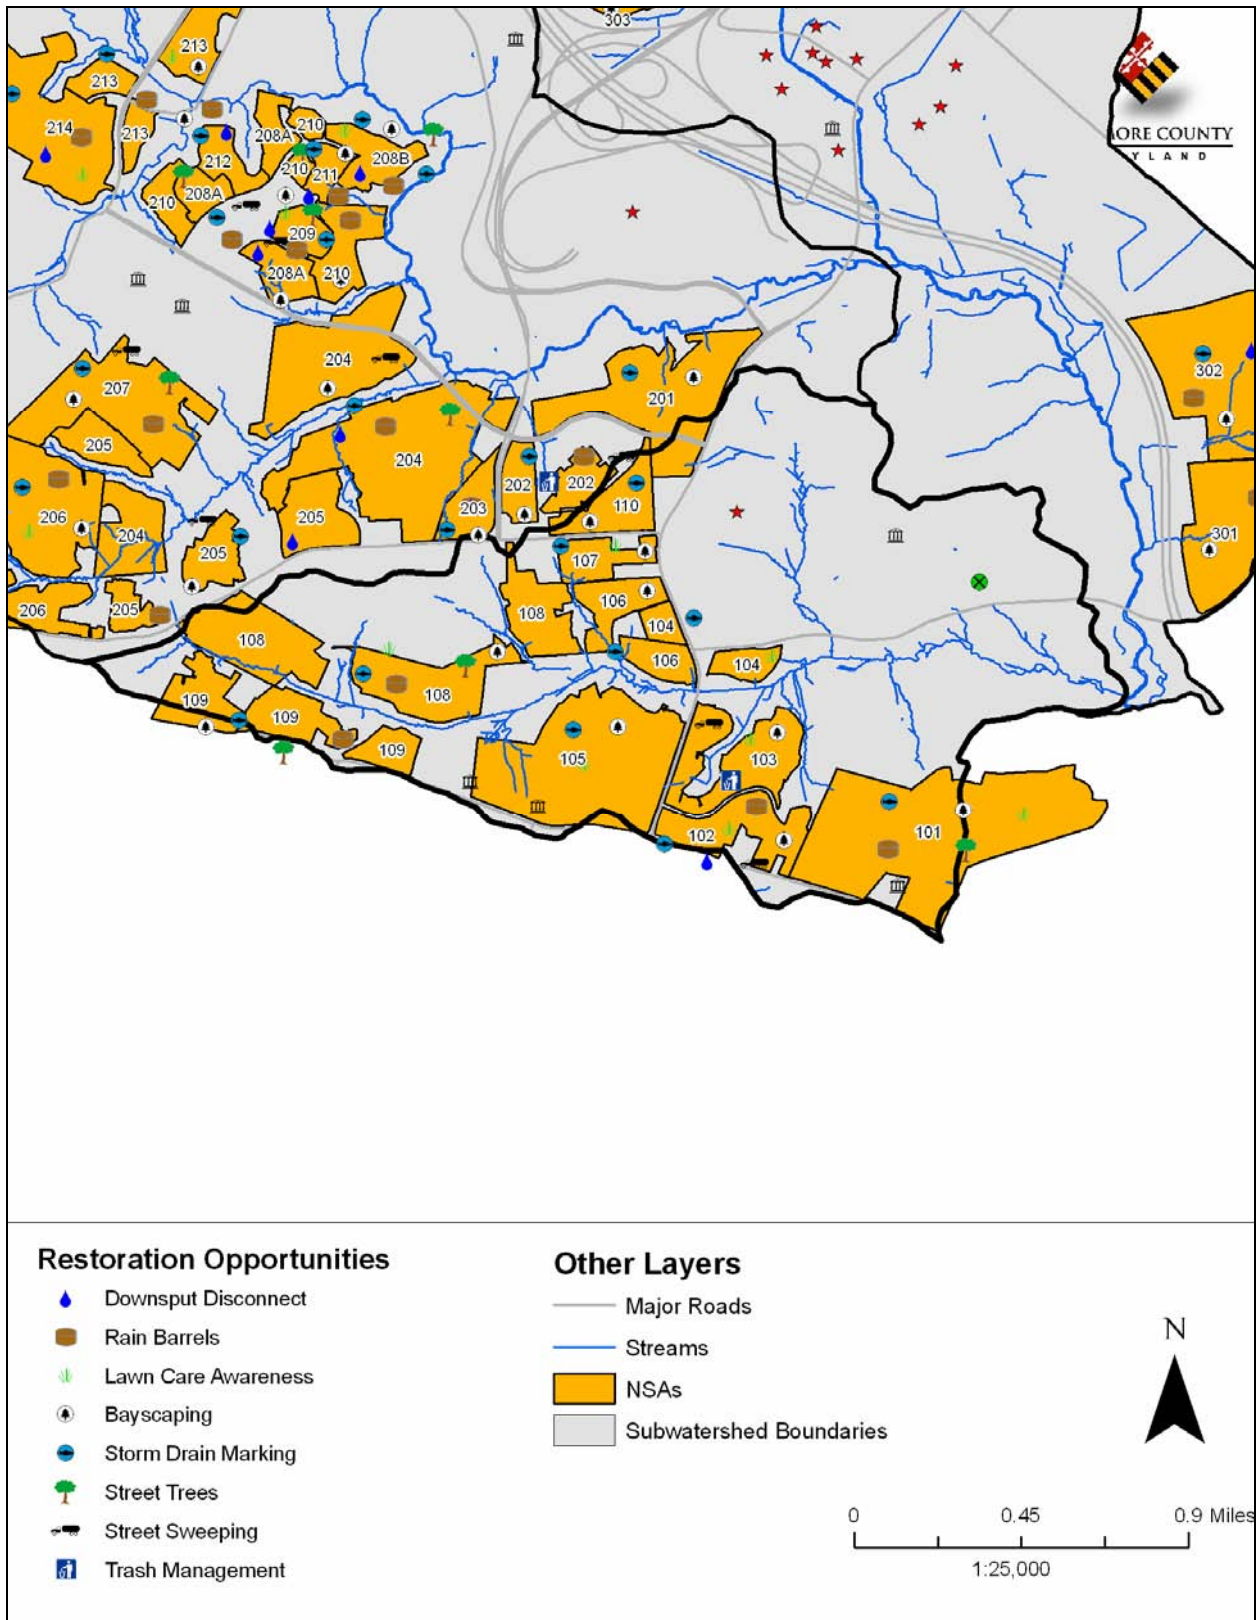 303
213
213
214
213
210
208A
208B
212
210
211
210
208A
209
208A
210
ORE COUNTY
YLAND
204
207
302
201
205
204
202
202
206
203
110
204
205
205
301
107
106
206
205
108
104
108
106
104
108
109
109
109
105
103
102
101
Restoration Opportunities
Downsput Disconnect
Rain Barrels
Lawn Care Awareness
Bayscaping
Storm Drain Marking
Street Trees
Street Sweeping
Trash Management
Other Layers
Major Roads
Streams
NSAs
Subwatershed Boundaries
N
0 0.45 0.9 Miles
1:25,000